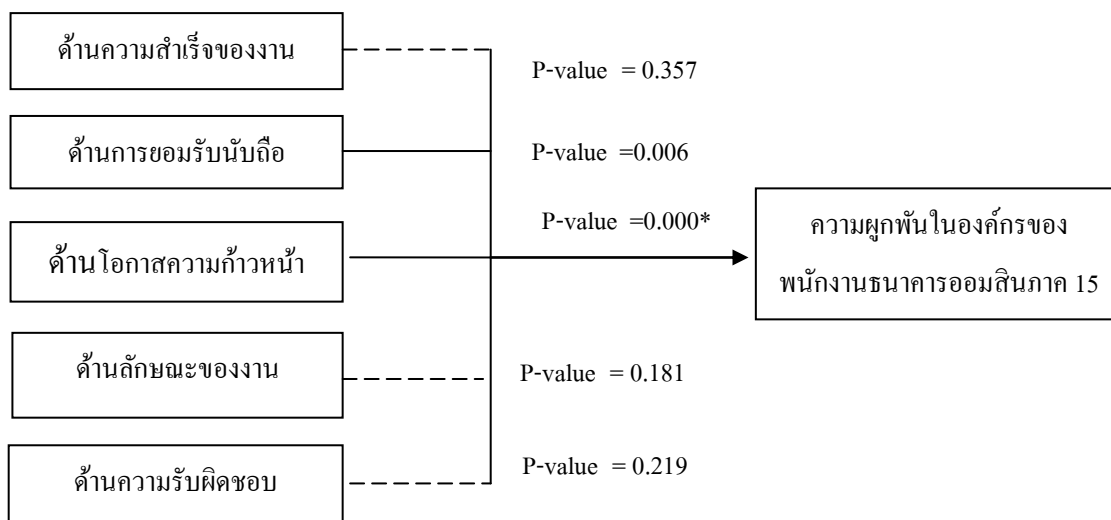 ด้านความสำเร็จของงาน
P-value = 0.357
ด้านการยอมรับนับถือ
P-value =0.006
P-value =0.000*
ด้านโอกาสความก้าวหน้า
ความผูกพันในองค์กรของ
พนักงานธนาคารออมสินภาค 15
ด้านลักษณะของงาน
P-value = 0.181
ด้านความรับผิดชอบ
P-value = 0.219